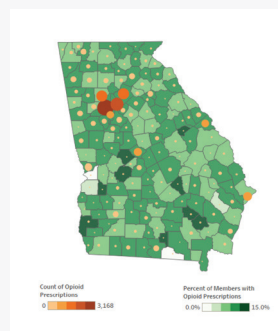 Count of Opioid
Prescriptions
0 3,168
Percent of Members with
Opioid Prescriptions
0.0% 15.0%